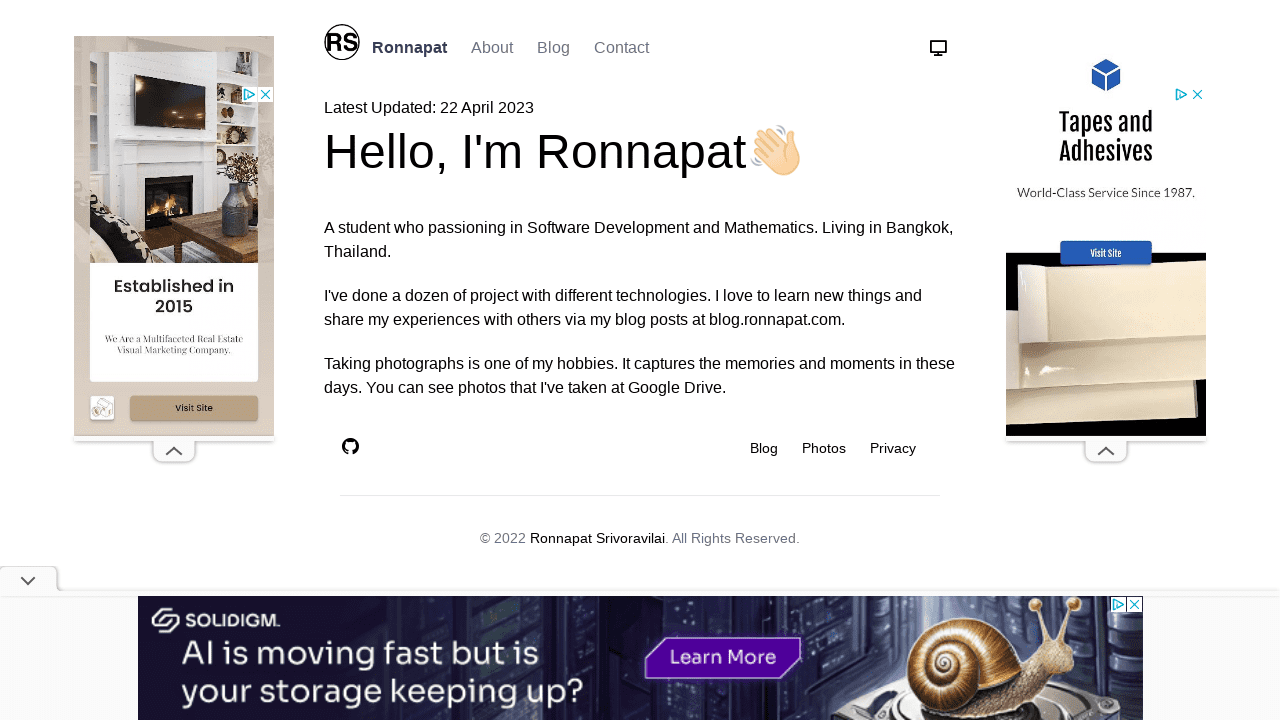 RS Ronnapat About Blog Contact
Latest Updated: 22 April 2023
Hello, I'm Ronnapat👋🏻
A student who passioning in Software Development and Mathematics. Living in Bangkok,
Thailand.
I've done a dozen of project with different technologies. I love to learn new things and
share my experiences with others via my blog posts at blog.ronnapat.com.
Taking photographs is one of my hobbies. It captures the memories and moments in these
days. You can see photos that I've taken at Google Drive.
Blog Photos Privacy
© 2022 Ronnapat Srivoravilai. All Rights Reserved.
Established in
2015
We Are a Multifaceted Real Estate
Visual Marketing Company.
Visit Site
Tapes and
Adhesives
World-Class Service Since 1987.
Visit Site
SOLIDIGM.
AI is moving fast but is
your storage keeping up?
Learn More